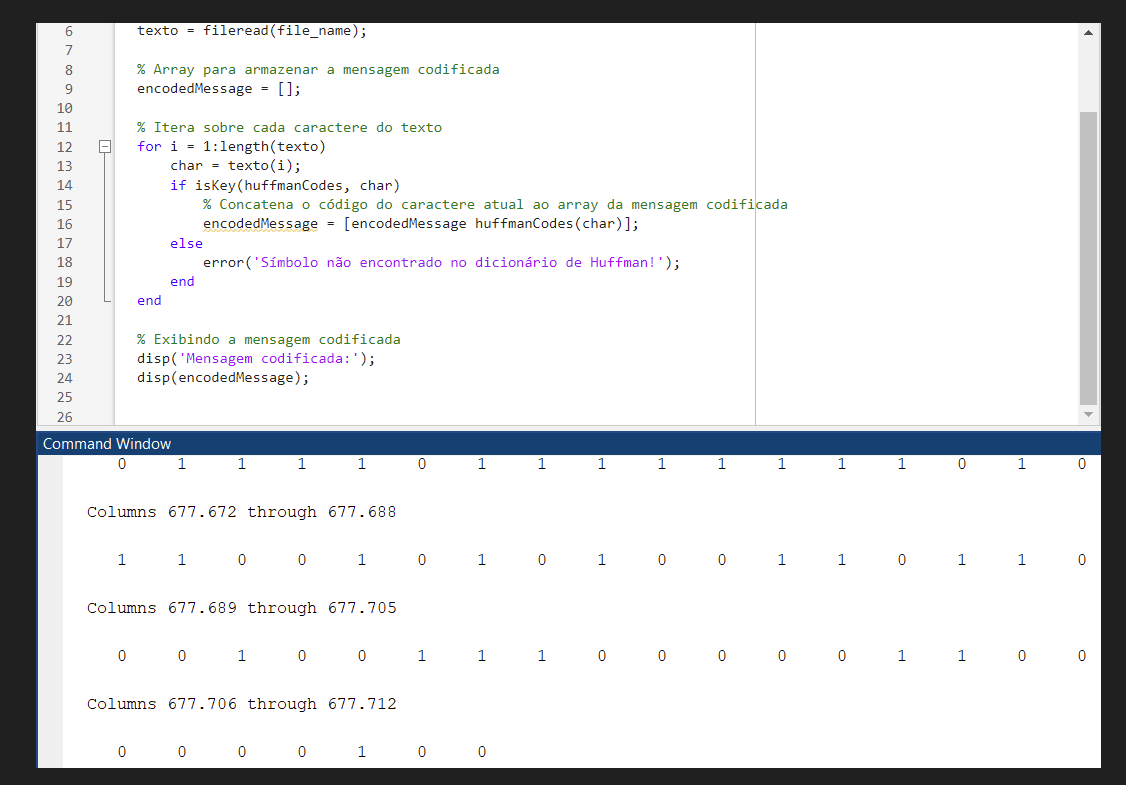 6 texto = fileread(file_name);
7
8 % Array para armazenar a mensagem codificada
9 encodedMessage = [];
10
11 % Itera sobre cada caractere do texto
12 for i = 1:length(texto)
13 char = texto(i);
14 if isKey(huffmanCodes, char)
15 % Concatena o código do caractere atual ao array da mensagem codificada
16 encodedMessage = [encodedMessage huffmanCodes(char)];
17 else
18 error('Símbolo não encontrado no dicionário de Huffman!');
19 end
20 end
21
22 % Exibindo a mensagem codificada
23 disp('Mensagem codificada:');
24 disp(encodedMessage);
25
26
Command Window
0 1 1 1 1 0 1 1 1 1 1 1 1 1 0 1 0
Columns 677.672 through 677.688
1 1 0 0 1 0 1 0 1 0 0 1 1 0 1 1 0
Columns 677.689 through 677.705
0 0 1 0 0 1 1 1 0 0 0 0 0 1 1 0 0
Columns 677.706 through 677.712
0 0 0 0 1 0 0